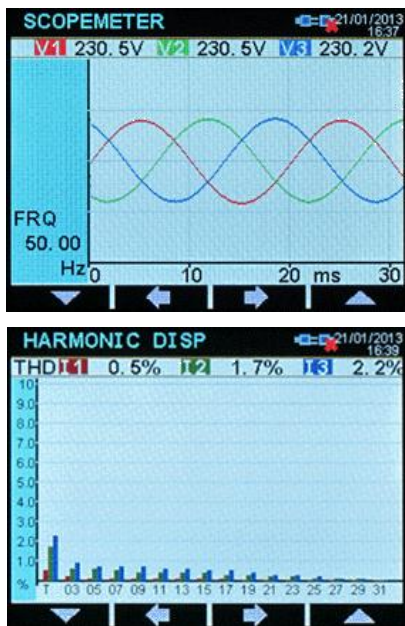 SCOPEMETER 21/01/2013
16:37
V1 230.5V V2 230.5V V3 230.2V
FRQ
50.00
Hz
0 10 20 ms 30
HARMONIC DISP 21/01/2013
16:39
THD I1 0.5% I2 1.7% I3 2.2%
10
9.0
8.0
7.0
6.0
5.0
4.0
3.0
2.0
1.0
%
T 03 05 07 09 11 13 15 17 19 21 23 25 27 29 31